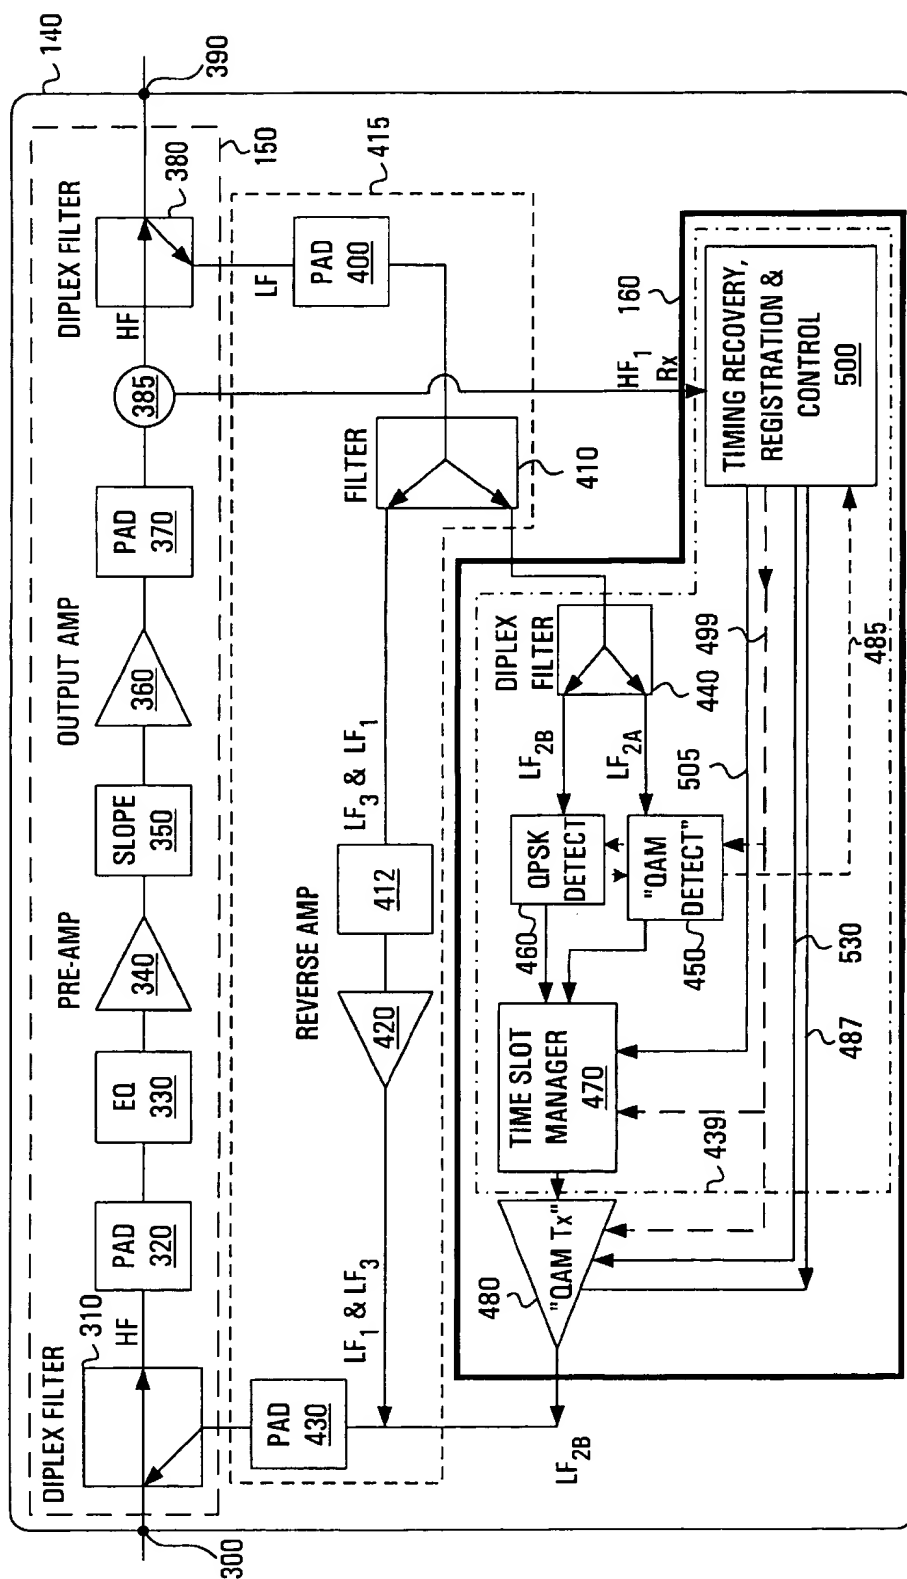 140
390
DIPLEX FILTER
310
HF
PAD
320
EQ
330
PRE-AMP
340
SLOPE
350
OUTPUT AMP
360
PAD
370
385
DIPLEX FILTER
HF
380
150
300
415
LF
PAD
400
FILTER
410
LF3 & LF1
412
REVERSE AMP
420
LF1 & LF3
PAD
430
LF2B
160
HF1
Rx
TIMING RECOVERY,
REGISTRATION &
CONTROL
500
DIPLEX
FILTER
440
LF2B
LF2A
QPSK
DETECT
460
"QAM
DETECT"
450
TIME SLOT
MANAGER
470
439
"QAM Tx"
480
505
499
485
530
487